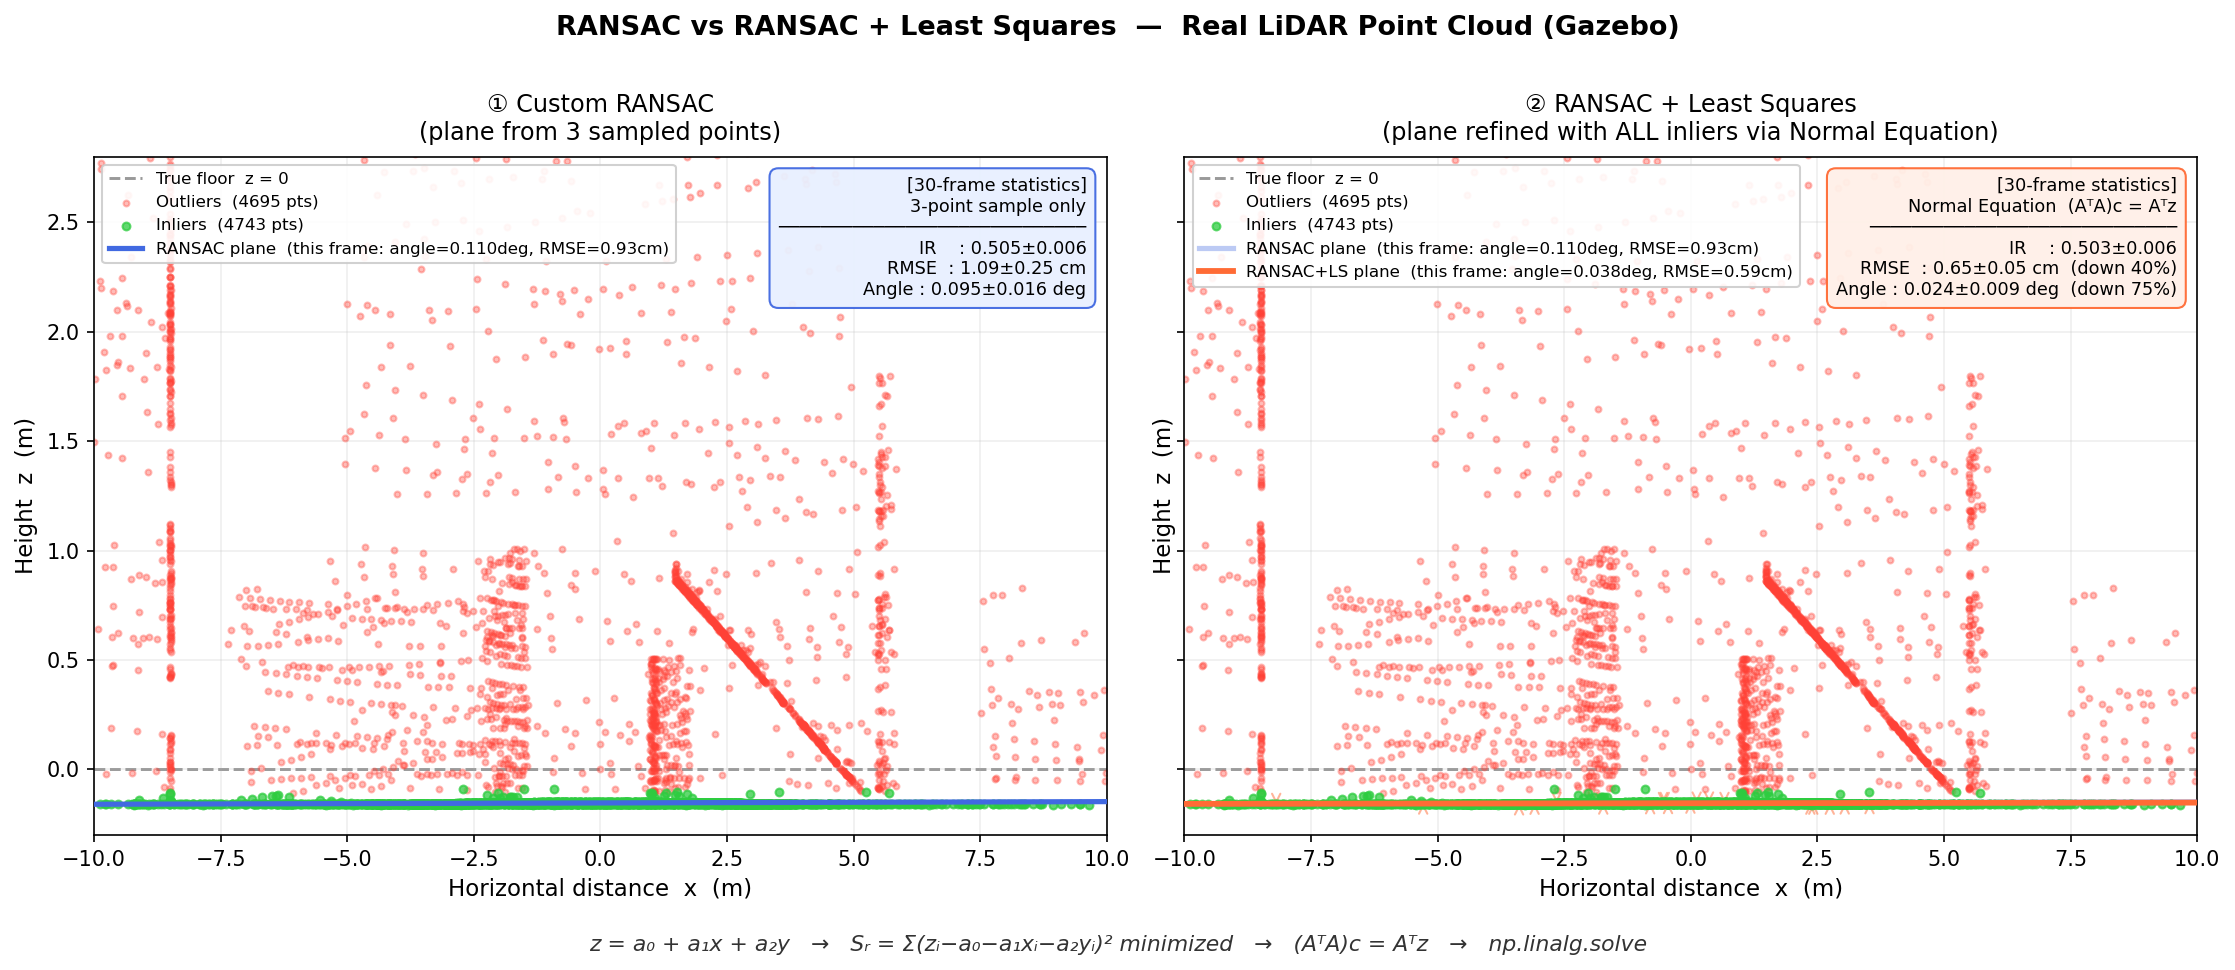 RANSAC vs RANSAC + Least Squares — Real LiDAR Point Cloud (Gazebo)
① Custom RANSAC
(plane from 3 sampled points)
True floor z = 0
Outliers (4695 pts)
Inliers (4743 pts)
RANSAC plane (this frame: angle=0.110deg, RMSE=0.93cm)
[30-frame statistics]
3-point sample only
IR : 0.505±0.006
RMSE : 1.09±0.25 cm
Angle : 0.095±0.016 deg
Height z (m)
2.5
2.0
1.5
1.0
0.5
0.0
−10.0 −7.5 −5.0 −2.5 0.0 2.5 5.0 7.5 10.0
Horizontal distance x (m)
② RANSAC + Least Squares
(plane refined with ALL inliers via Normal Equation)
True floor z = 0
Outliers (4695 pts)
Inliers (4743 pts)
RANSAC plane (this frame: angle=0.110deg, RMSE=0.93cm)
RANSAC+LS plane (this frame: angle=0.038deg, RMSE=0.59cm)
[30-frame statistics]
Normal Equation (AᵀA)c = Aᵀz
IR : 0.503±0.006
RMSE : 0.65±0.05 cm (down 40%)
Angle : 0.024±0.009 deg (down 75%)
Height z (m)
−10.0 −7.5 −5.0 −2.5 0.0 2.5 5.0 7.5 10.0
Horizontal distance x (m)
z = a₀ + a₁x + a₂y → Sᵣ = Σ(zᵢ−a₀−a₁xᵢ−a₂yᵢ)² minimized → (AᵀA)c = Aᵀz → np.linalg.solve